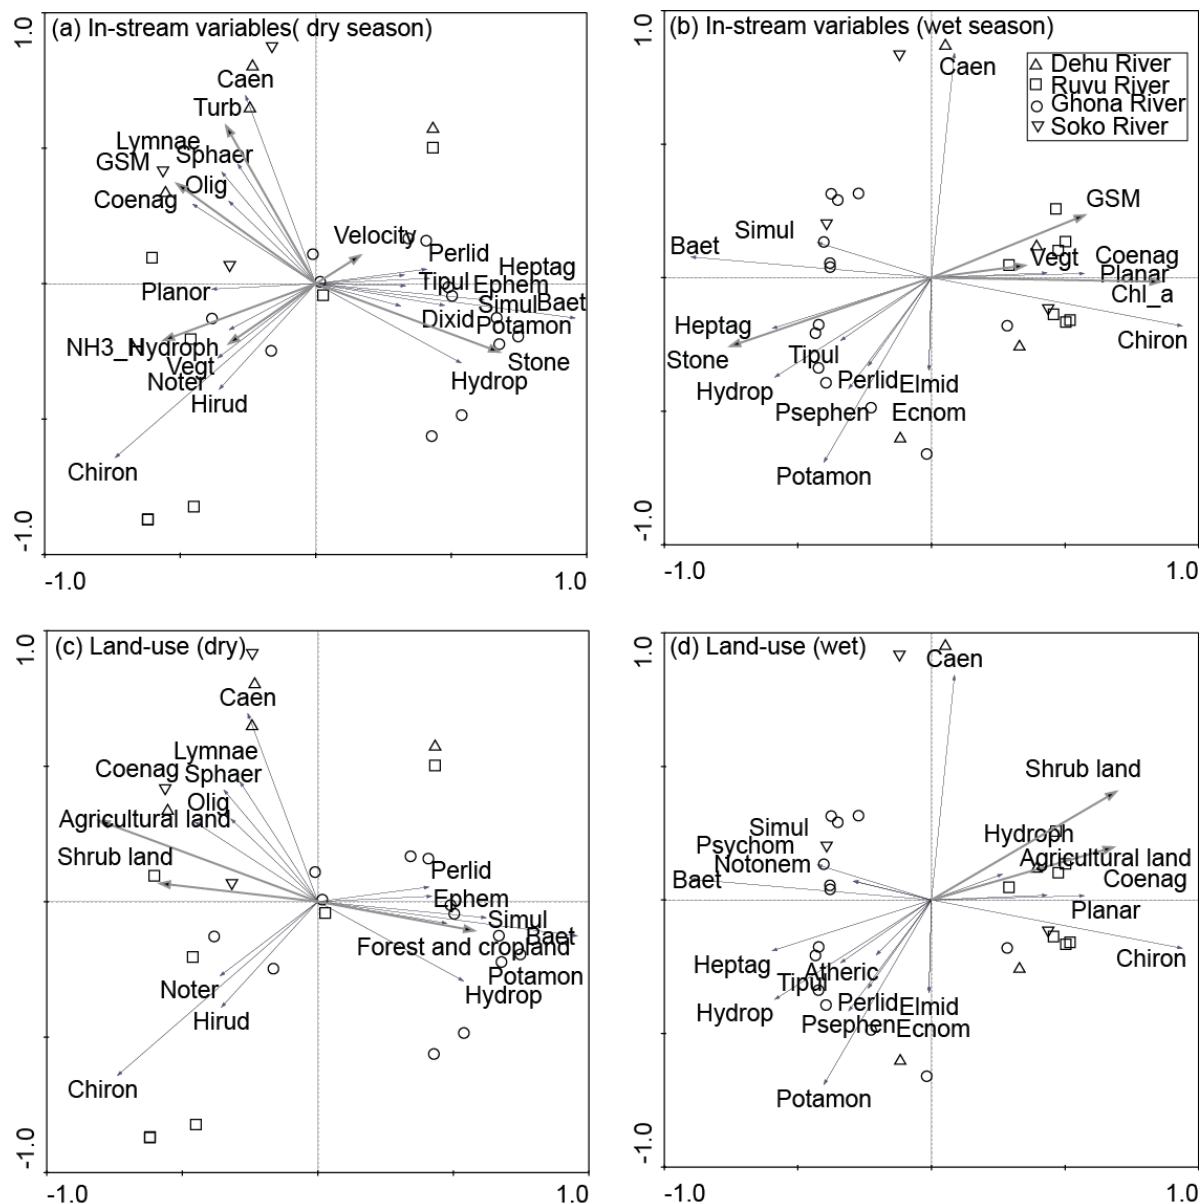 (a) In-stream variables( dry season)
1.0
Caen
Turb
Lymnae
Sphaer
GSM
Olig
Coenag
Velocity
Perlid
Heptag
Tipul
Ephem
Planor
Simul
Baet
Dixid
Potamon
NH3_N
Hydroph
Stone
Vegt
Noter
Hydrop
Hirud
Chiron
-1.0
-1.0
1.0
(b) In-stream variables (wet season)
1.0
Caen
Dehu River
Ruvu River
Ghona River
Soko River
GSM
Simul
Baet
Vegt
Coenag
Planar
Chl_a
Heptag
Chiron
Stone
Tipul
Hydrop
Perlid
Elmid
Psephen
Ecnom
Potamon
-1.0
-1.0
1.0
(c) Land-use (dry)
1.0
Caen
Lymnae
Coenag
Sphaer
Olig
Agricultural land
Shrub land
Perlid
Ephem
Simul
Baet
Forest and cropland
Potamon
Noter
Hydrop
Hirud
Chiron
-1.0
-1.0
1.0
(d) Land-use (wet)
1.0
Caen
Shrub land
Simul
Hydroph
Psychom
Notonem
Agricultural land
Baet
Coenag
Planar
Heptag
Atheric
Chiron
Tipul
Hydrop
Perlid
Elmid
Psephen
Ecnom
Potamon
-1.0
-1.0
1.0